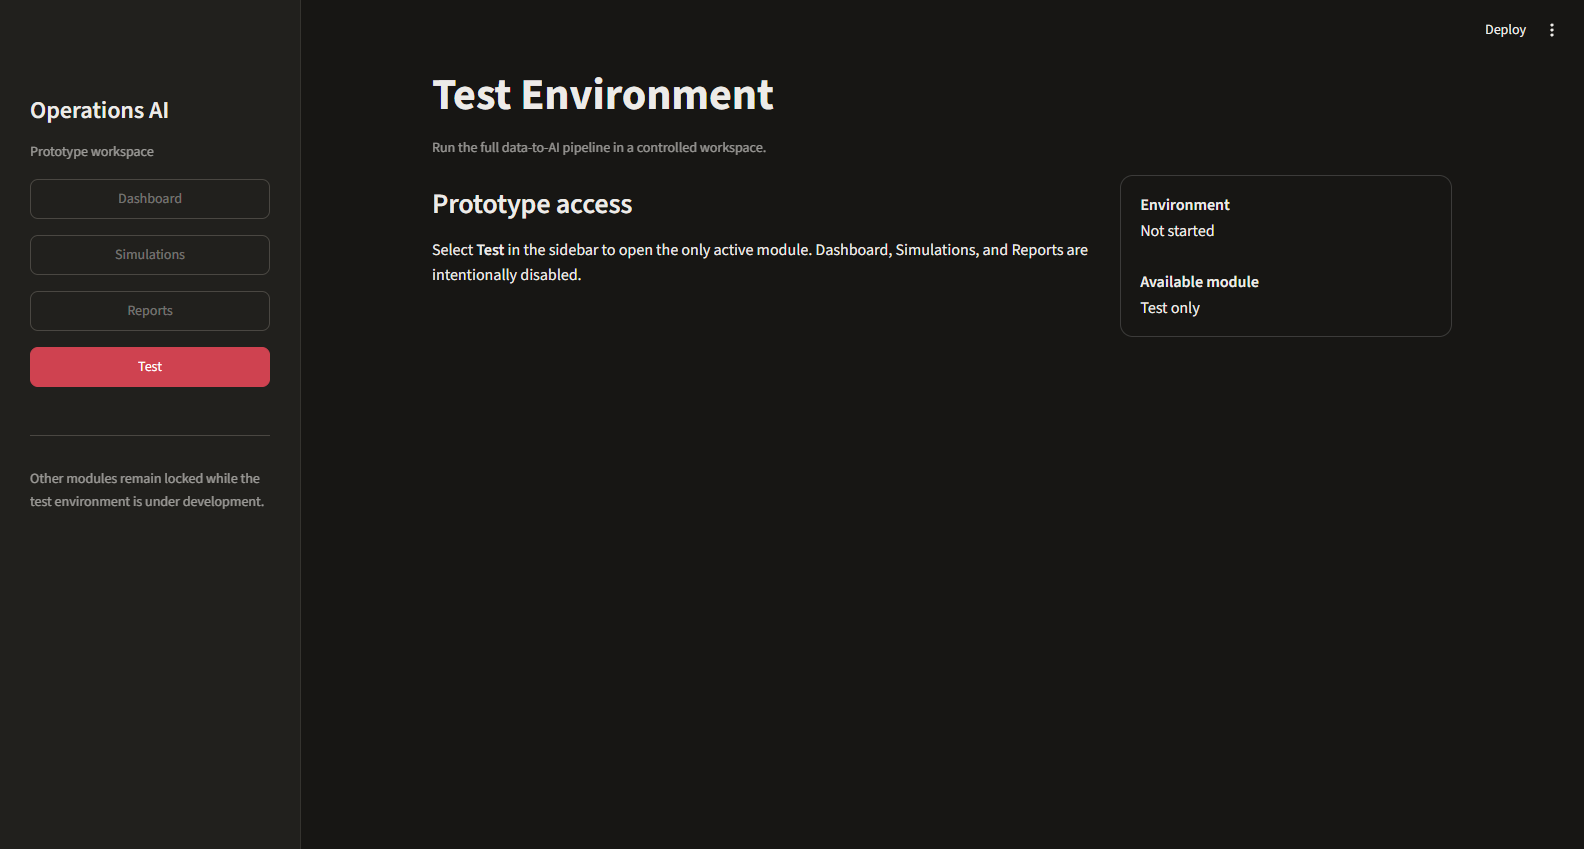 Deploy
Operations AI
Prototype workspace
Dashboard
Simulations
Reports
Test
Other modules remain locked while the
test environment is under development.
Test Environment
Run the full data-to-AI pipeline in a controlled workspace.
Prototype access
Select Test in the sidebar to open the only active module. Dashboard, Simulations, and Reports are
intentionally disabled.
Environment
Not started
Available module
Test only